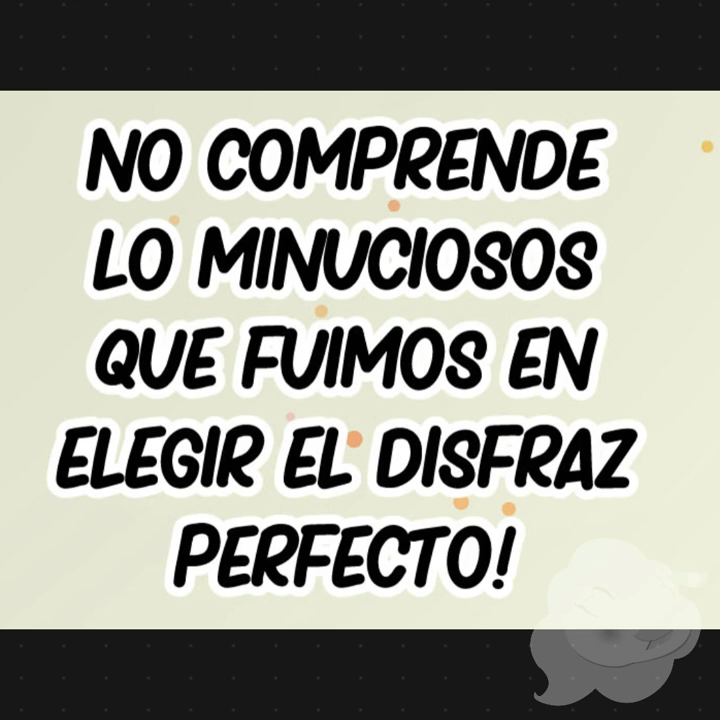 NO COMPRENDE
LO MINUCIOSOS
QUE FUIMOS EN
ELEGIR EL DISFRAZ
PERFECTO!